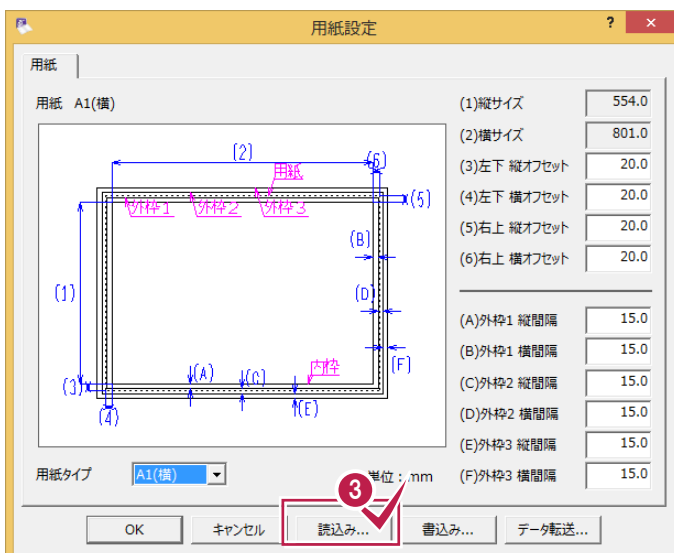 用紙設定
?
×
用紙
用紙 A1(横)
(2)
(6)
用紙
外枠1
外枠2
外枠3
(5)
(B)
(1)
(D)
(A)
(C)
内枠
(F)
(3)
(4)
(E)
(1)縦サイズ 554.0
(2)横サイズ 801.0
(3)左下 縦オフセット 20.0
(4)左下 横オフセット 20.0
(5)右上 縦オフセット 20.0
(6)右上 横オフセット 20.0
(A)外枠1 縦間隔 15.0
(B)外枠1 横間隔 15.0
(C)外枠2 縦間隔 15.0
(D)外枠2 横間隔 15.0
(E)外枠3 縦間隔 15.0
(F)外枠3 横間隔 15.0
用紙タイプ A1(横)
位 : mm
3
OK キャンセル 読込み... 書込み... データ転送...